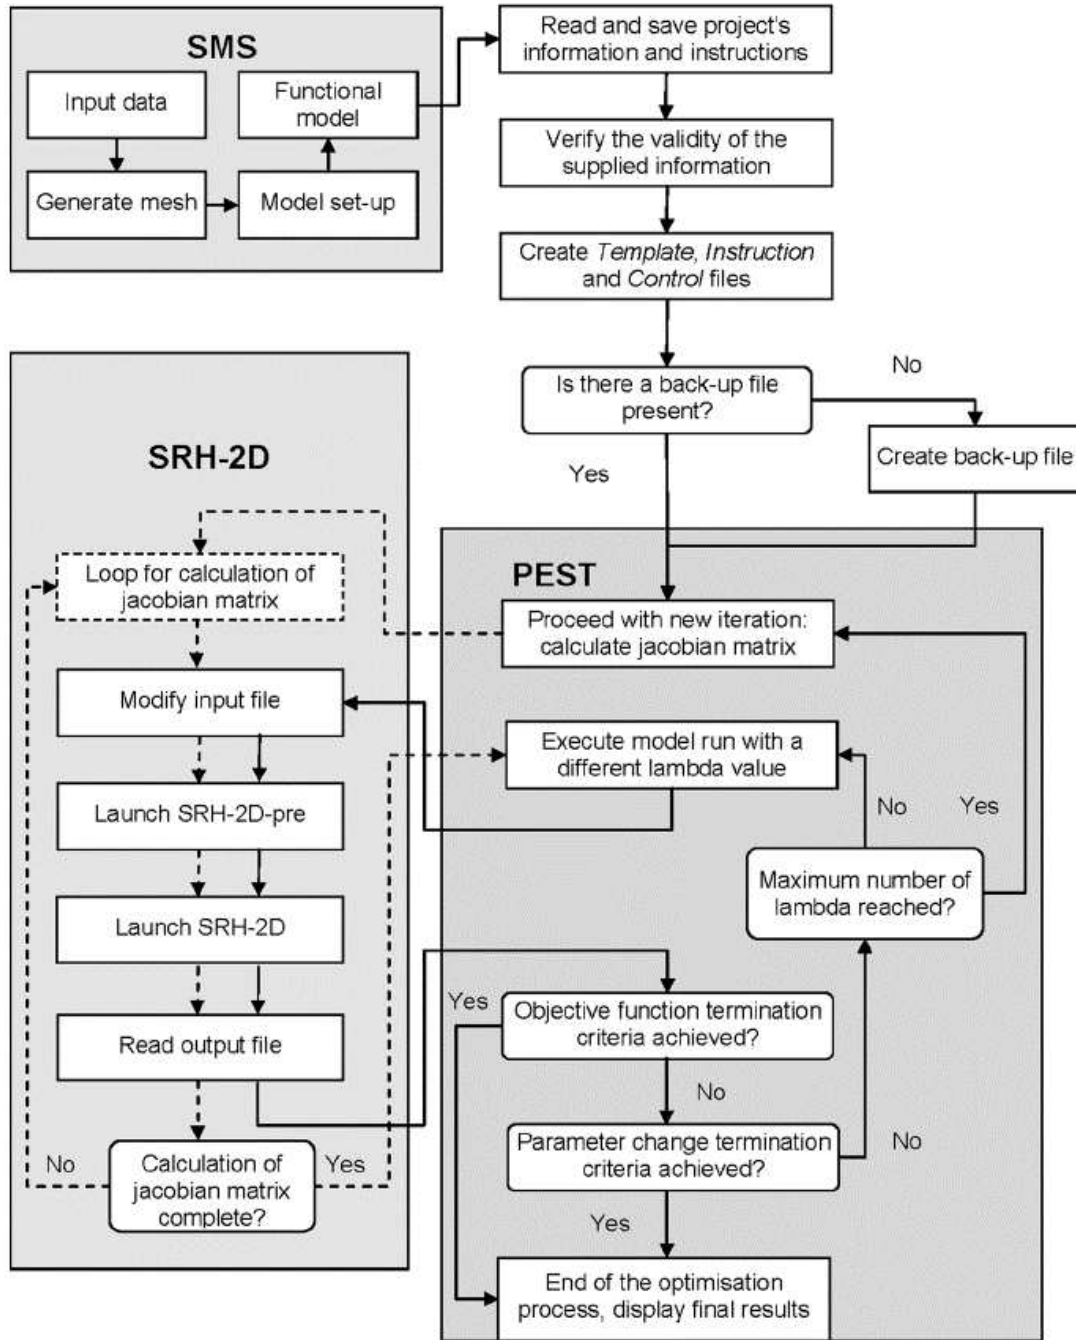 SMS
Input data
Generate mesh
Model set-up
Functional
model
Read and save project's
information and instructions
Verify the validity of the
supplied information
Create Template, Instruction
and Control files
Is there a back-up file
present?
No
Create back-up file
Yes
SRH-2D
Loop for calculation of
jacobian matrix
Modify input file
Launch SRH-2D-pre
Launch SRH-2D
Read output file
Calculation of
jacobian matrix
complete?
No
Yes
PEST
Proceed with new iteration:
calculate jacobian matrix
Execute model run with a
different lambda value
No
Yes
Maximum number of
lambda reached?
Yes
Objective function termination
criteria achieved?
No
Parameter change termination
criteria achieved?
No
Yes
End of the optimisation
process, display final results